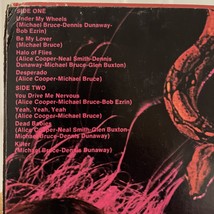 SIDE ONE
Under My Wheels
(Michael Bruce-Dennis Dunaway-
Bob Ezrin)
Be My Lover
(Michael Bruce)
Halo of Flies
(Alice Cooper-Neal Smith-Dennis
Dunaway-Michael Bruce-Glen Buxton)
Desperado
(Alice Cooper-Michael Bruce)
SIDE TWO
You Drive Me Nervous
(Alice Cooper-Michael Bruce-Bob Ezrin)
Yeah, Yeah, Yeah
(Alice Cooper-Michael Bruce)
Dead Babies
(Alice Cooper-Neal Smith-Glen Buxton-
Michael Bruce-Dennis Dunaway)
Killer
(Michael Bruce-Dennis Dunaway)